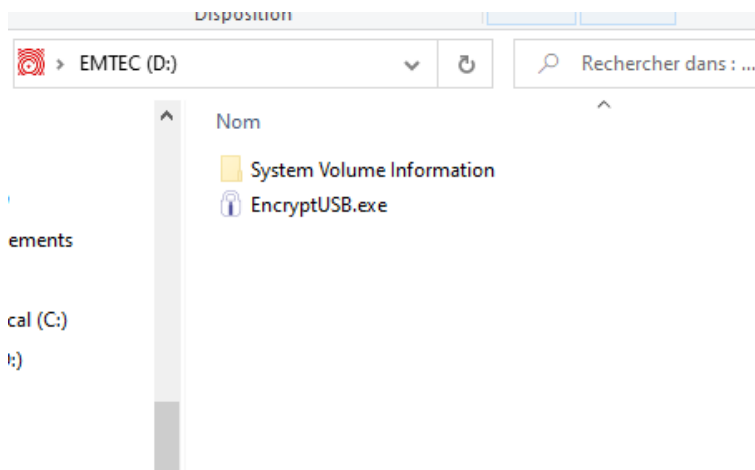 Disposition
EMTEC (D:)
Rechercher dans : ...
Nom
System Volume Information
EncryptUSB.exe
ements
cal (C:)
:)